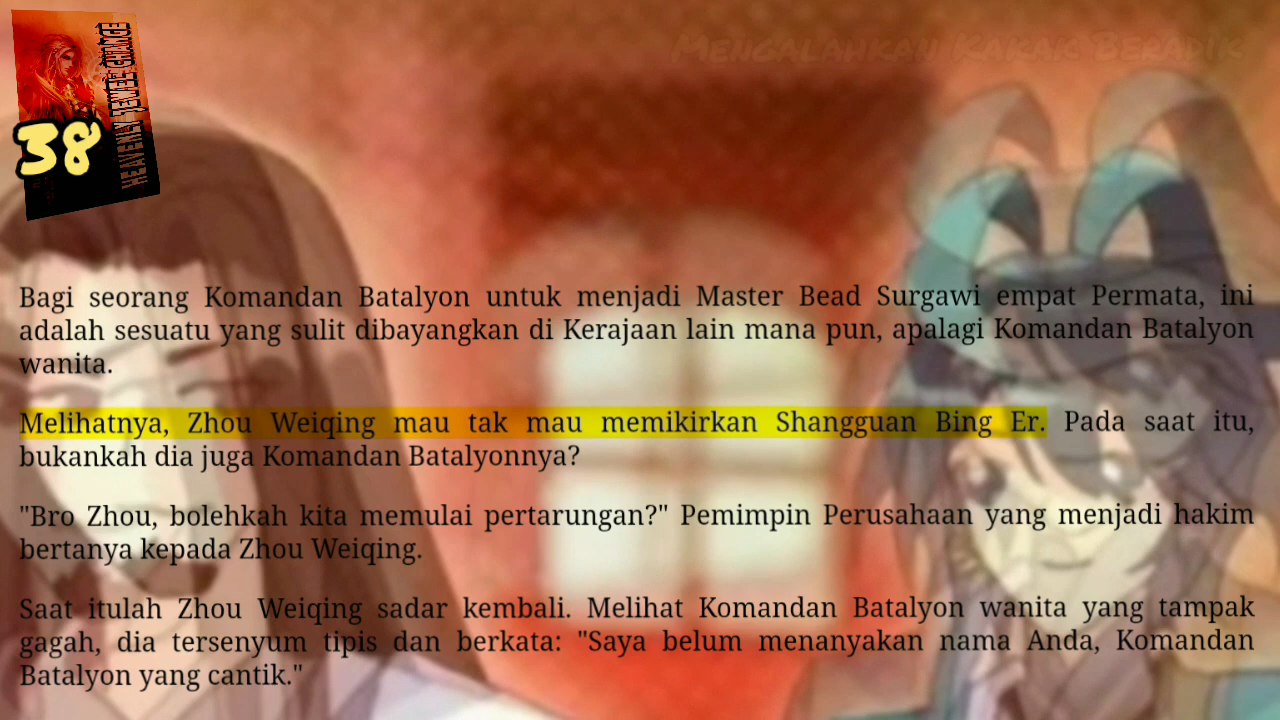 Mengalahkan Kakak Beradik
HEAVENLY JEWEL CHANGE
38
Bagi seorang Komandan Batalyon untuk menjadi Master Bead Surgawi empat Permata, ini
adalah sesuatu yang sulit dibayangkan di Kerajaan lain mana pun, apalagi Komandan Batalyon
wanita.
Melihatnya, Zhou Weiqing mau tak mau memikirkan Shangguan Bing Er. Pada saat itu,
bukankah dia juga Komandan Batalyonnya?
"Bro Zhou, bolehkah kita memulai pertarungan?" Pemimpin Perusahaan yang menjadi hakim
bertanya kepada Zhou Weiqing.
Saat itulah Zhou Weiqing sadar kembali. Melihat Komandan Batalyon wanita yang tampak
gagah, dia tersenyum tipis dan berkata: "Saya belum menanyakan nama Anda, Komandan
Batalyon yang cantik."